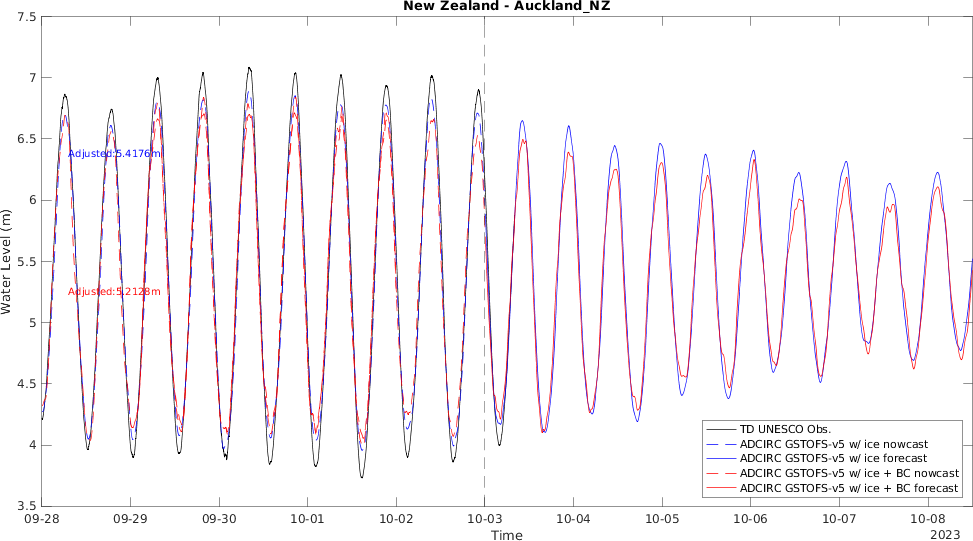 New Zealand - Auckland_NZ
7.5
7
6.5
6
5.5
5
4.5
4
3.5
Water Level (m)
Adjusted:5.4176m
Adjusted:5.2128m
TD UNESCO Obs.
ADCIRC GSTOFS-v5 w/ ice nowcast
ADCIRC GSTOFS-v5 w/ ice forecast
ADCIRC GSTOFS-v5 w/ ice + BC nowcast
ADCIRC GSTOFS-v5 w/ ice + BC forecast
09-28 09-29 09-30 10-01 10-02 10-03 10-04 10-05 10-06 10-07 10-08
2023
Time